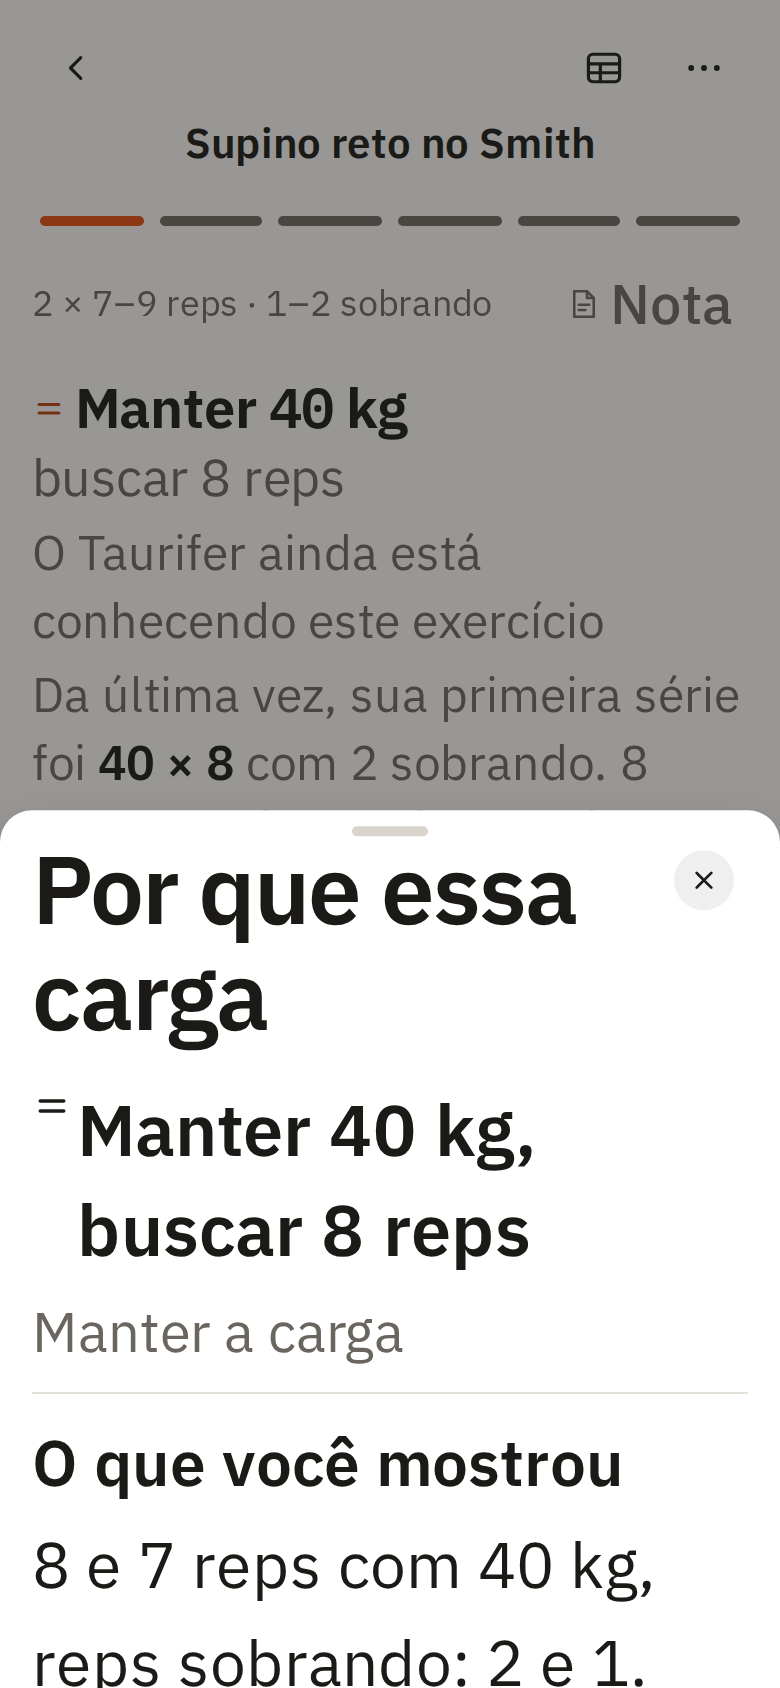 Supino reto no Smith
2 × 7–9 reps · 1–2 sobrando
Nota
= Manter 40 kg
buscar 8 reps
O Taurifer ainda está
conhecendo este exercício
Da última vez, sua primeira série
foi 40 × 8 com 2 sobrando. 8
Por que essa
carga
= Manter 40 kg,
buscar 8 reps
Manter a carga
O que você mostrou
8 e 7 reps com 40 kg,
reps sobrando: 2 e 1.